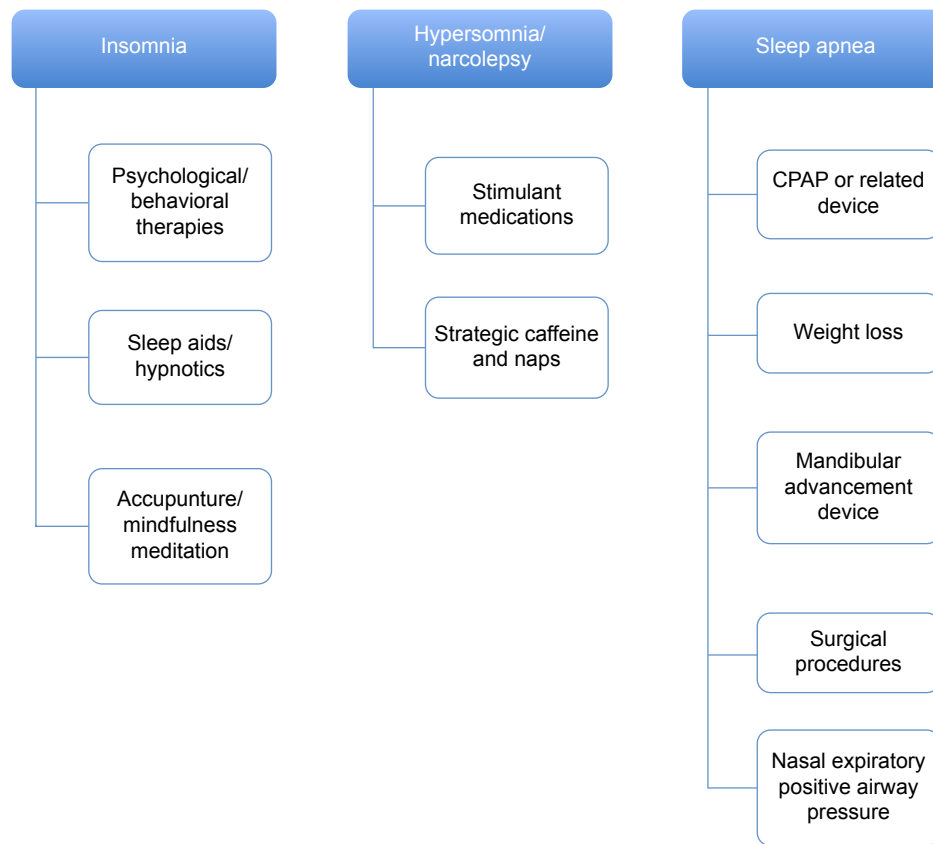 Insomnia
Psychological/
behavioral
therapies
Sleep aids/
hypnotics
Accupunture/
mindfulness
meditation
Hypersomnia/
narcolepsy
Stimulant
medications
Strategic caffeine
and naps
Sleep apnea
CPAP or related
device
Weight loss
Mandibular
advancement
device
Surgical
procedures
Nasal expiratory
positive airway
pressure